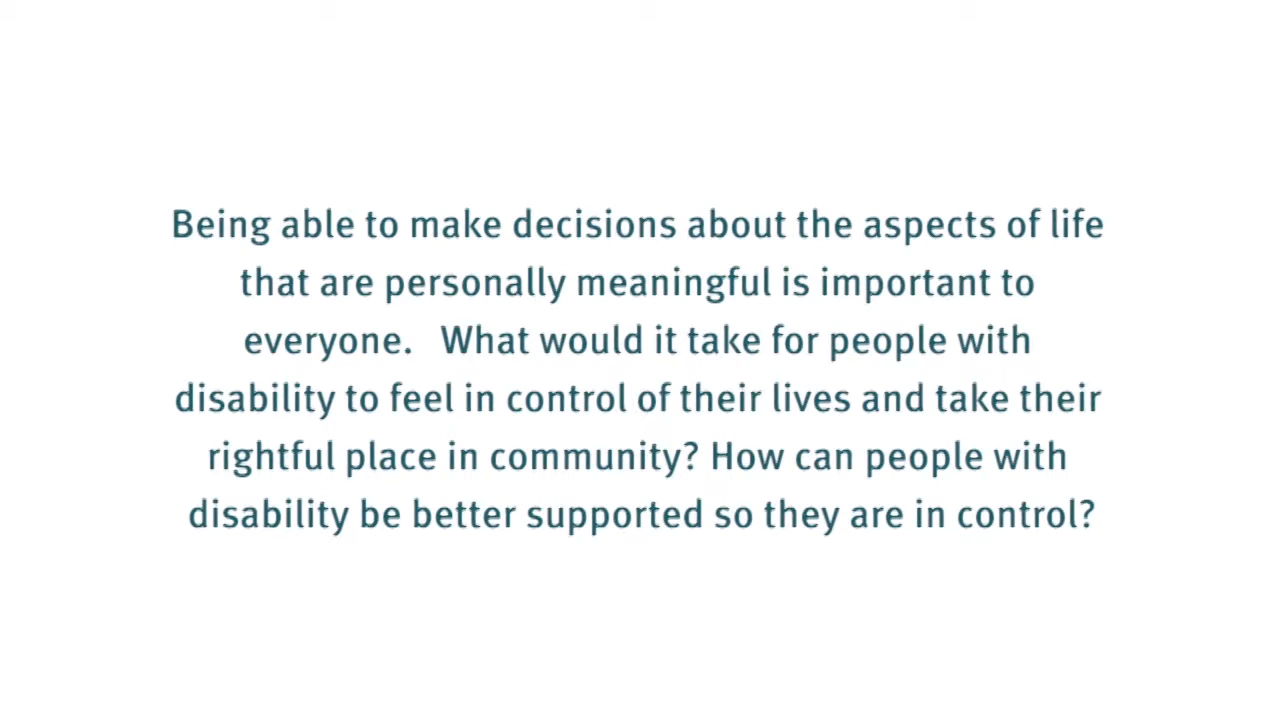 Being able to make decisions about the aspects of life
that are personally meaningful is important to
everyone.   What would it take for people with
disability to feel in control of their lives and take their
rightful place in community? How can people with
disability be better supported so they are in control?